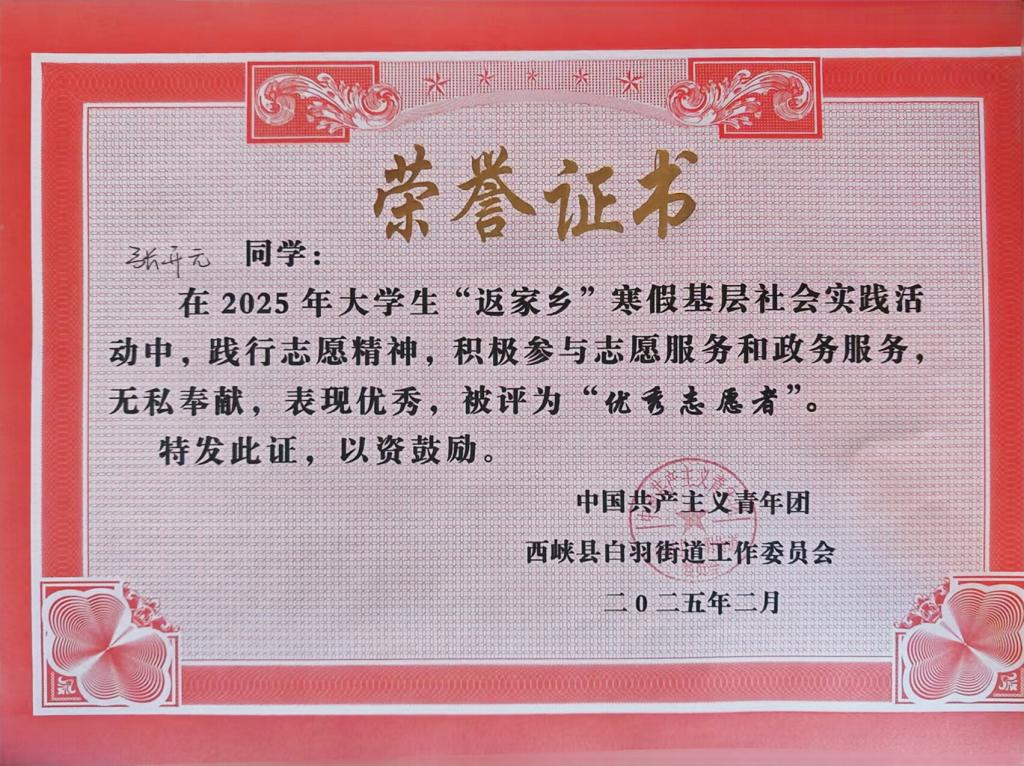 荣誉证书
张开元 同学：
在2025年大学生“返家乡”寒假基层社会实践活
动中，践行志愿精神，积极参与志愿服务和政务服务，
无私奉献，表现优秀，被评为“优秀志愿者”。
特发此证，以资鼓励。
中国共产主义青年团
西峡县白羽街道工作委员会
二0二五年二月